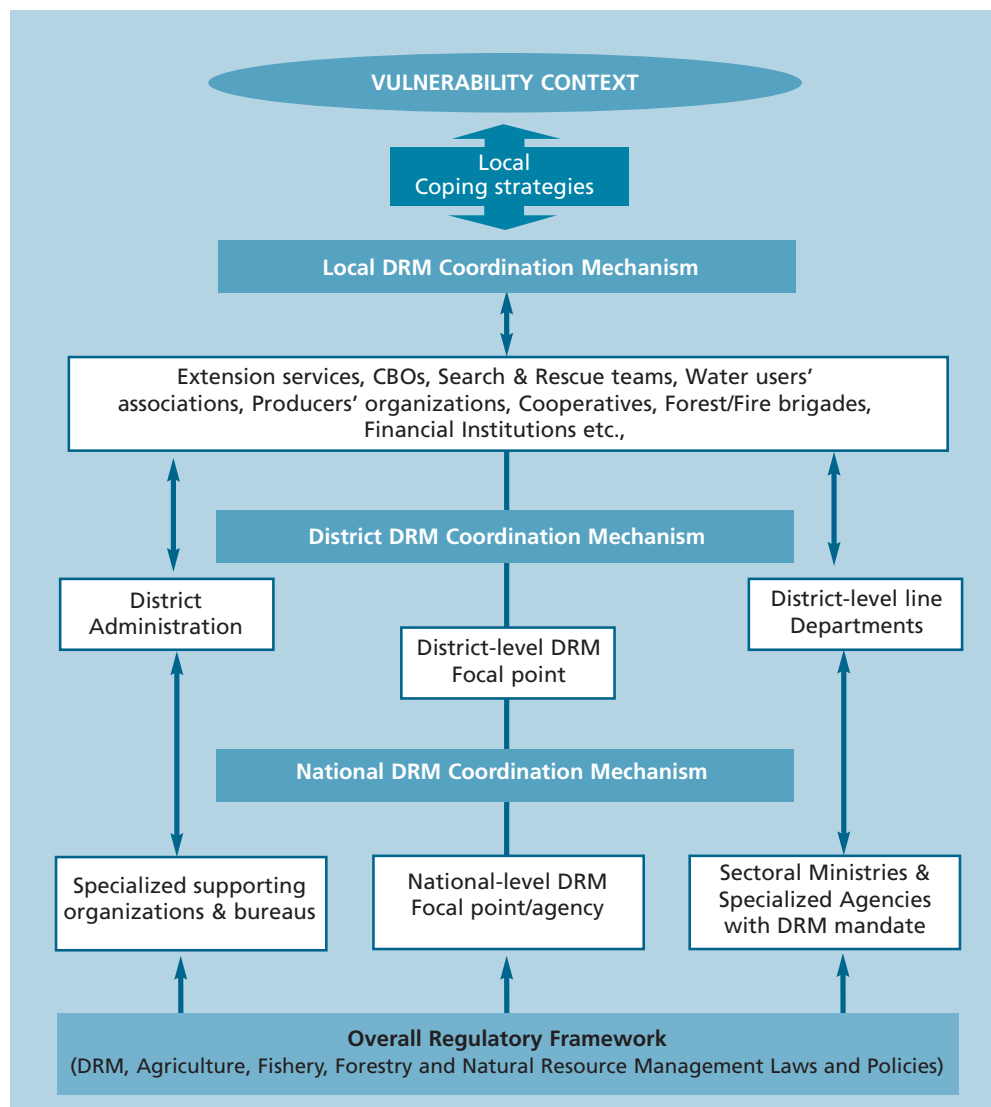 VULNERABILITY CONTEXT
Local
Coping strategies
Local DRM Coordination Mechanism
Extension services, CBOs, Search & Rescue teams, Water users’
associations, Producers’ organizations, Cooperatives, Forest/Fire brigades,
Financial Institutions etc.,
District DRM Coordination Mechanism
District
Administration
District-level DRM
Focal point
District-level line
Departments
National DRM Coordination Mechanism
Specialized supporting
organizations & bureaus
National-level DRM
Focal point/agency
Sectoral Ministries &
Specialized Agencies
with DRM mandate
Overall Regulatory Framework
(DRM, Agriculture, Fishery, Forestry and Natural Resource Management Laws and Policies)